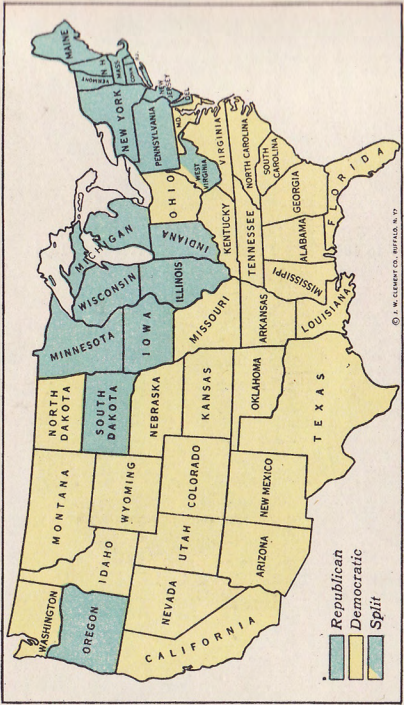 WASHINGTON
OREGON
CALIFORNIA
NEVADA
IDAHO
MONTANA
WYOMING
UTAH
ARIZONA
COLORADO
NEW MEXICO
NORTH
DAKOTA
SOUTH
DAKOTA
NEBRASKA
KANSAS
OKLAHOMA
TEXAS
MINNESOTA
IOWA
MISSOURI
ARKANSAS
LOUISIANA
WISCONSIN
ILLINOIS
MICHIGAN
INDIANA
OHIO
KENTUCKY
TENNESSEE
MISSISSIPPI
ALABAMA
GEORGIA
FLORIDA
SOUTH
CAROLINA
NORTH CAROLINA
VIRGINIA
WEST
VIRGINIA
MD.
DEL.
PENNSYLVANIA
NEW
JERSEY
NEW YORK
CONN.
MASS.
VERMONT
N.H.
MAINE
Republican
Democratic
Split
© J. W. CLEMENT CO., BUFFALO, N. Y.